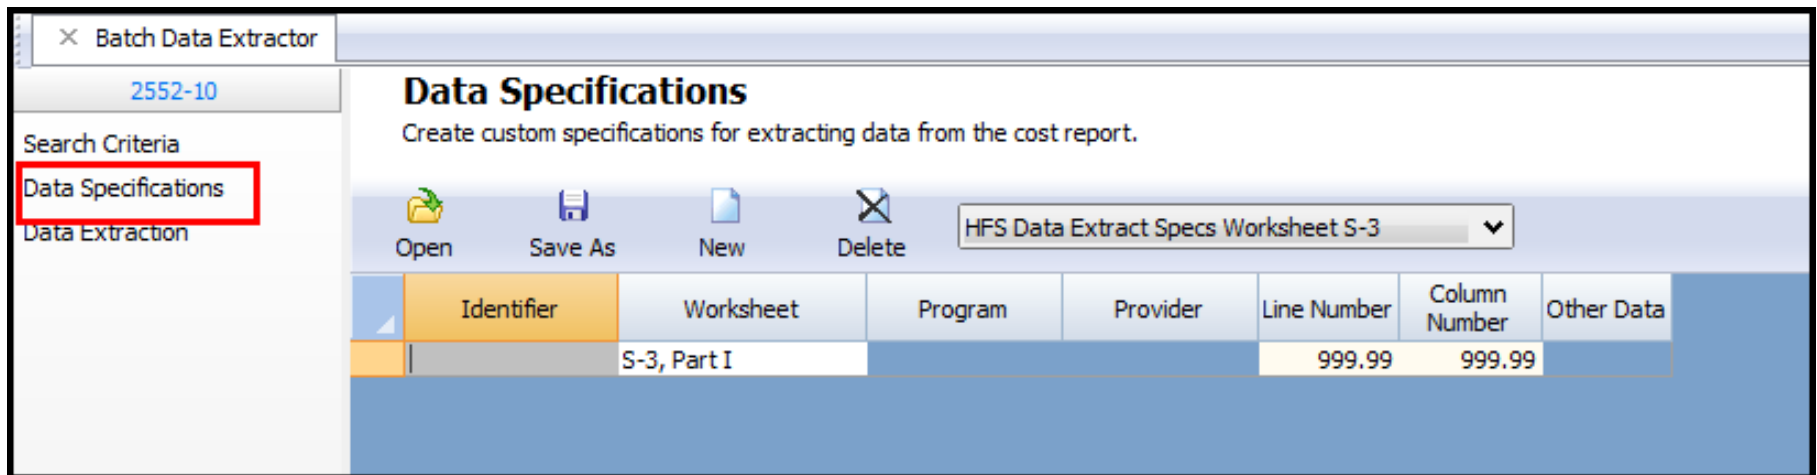 Batch Data Extractor
2552-10
Search Criteria
Data Specifications
Data Extraction
Data Specifications
Create custom specifications for extracting data from the cost report.
Open
Save As
New
Delete
HFS Data Extract Specs Worksheet S-3
Identifier
Worksheet
Program
Provider
Line Number
Column
Number
Other Data
S-3, Part I
999.99
999.99